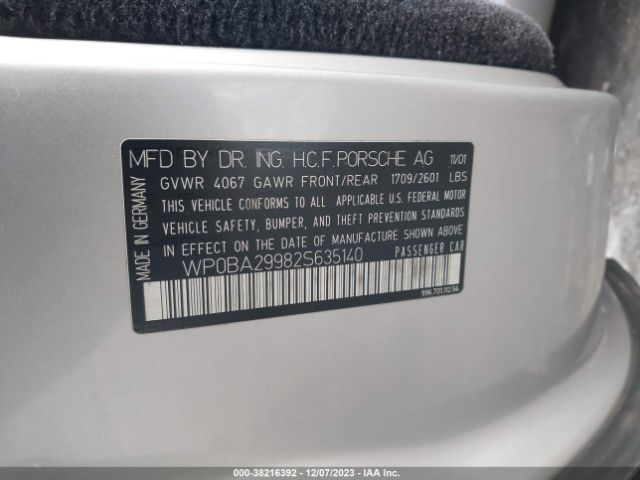 MFD BY DR. ING. H.C.F. PORSCHE AG 11/01
GVWR 4067 GAWR FRONT/REAR 1709/2601 LBS
THIS VEHICLE CONFORMS TO ALL APPLICABLE U.S. FEDERAL MOTOR
VEHICLE SAFETY, BUMPER, AND THEFT PREVENTION STANDARDS
IN EFFECT ON THE DATE OF MANUFACTURE SHOWN ABOVE
WP0BA29982S635140 PASSENGER CAR
996.701.112.56
MADE IN GERMANY
000-38216392 - 12/07/2023 - IAA Inc.